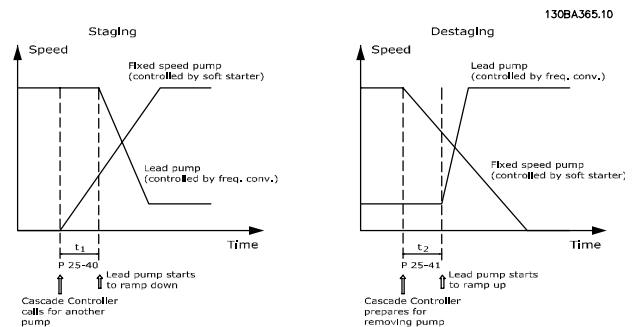 130BA365.10
Staging
Speed
Fixed speed pump
(controlled by soft starter)
Lead pump
(controlled by freq. conv.)
Time
t1
P 25-40
Lead pump starts
to ramp down
Cascade Controller
calls for another
pump
Destaging
Speed
Lead pump
(controlled by freq. conv.)
Fixed speed pump
(controlled by soft starter)
Time
t2
P 25-41
Lead pump starts
to ramp up
Cascade Controller
prepares for
removing pump